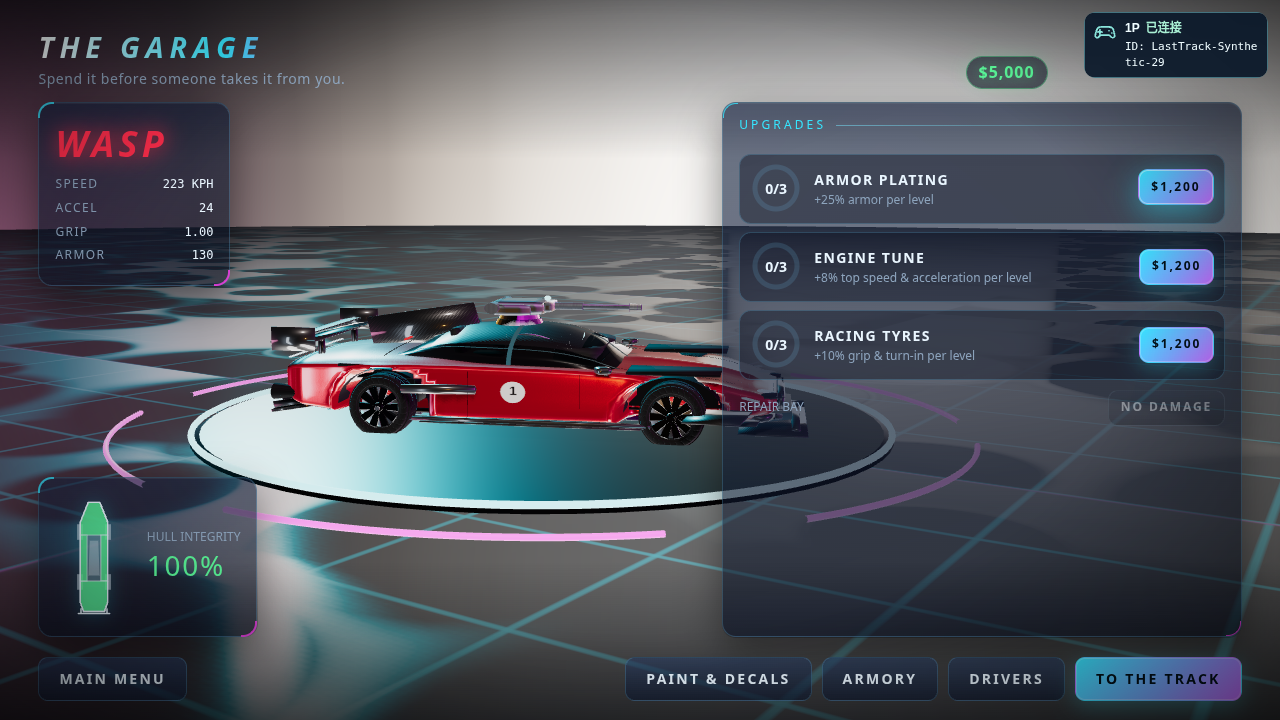 THE GARAGE
Spend it before someone takes it from you.
$5,000
1P 已连接
ID: LastTrack-Synthe
tic-29
WASP
SPEED 223 KPH
ACCEL 24
GRIP 1.00
ARMOR 130
UPGRADES
0/3 ARMOR PLATING
+25% armor per level
$1,200
0/3 ENGINE TUNE
+8% top speed & acceleration per level
$1,200
0/3 RACING TYRES
+10% grip & turn-in per level
$1,200
REPAIR BAY NO DAMAGE
1
HULL INTEGRITY
100%
MAIN MENU PAINT & DECALS ARMORY DRIVERS TO THE TRACK